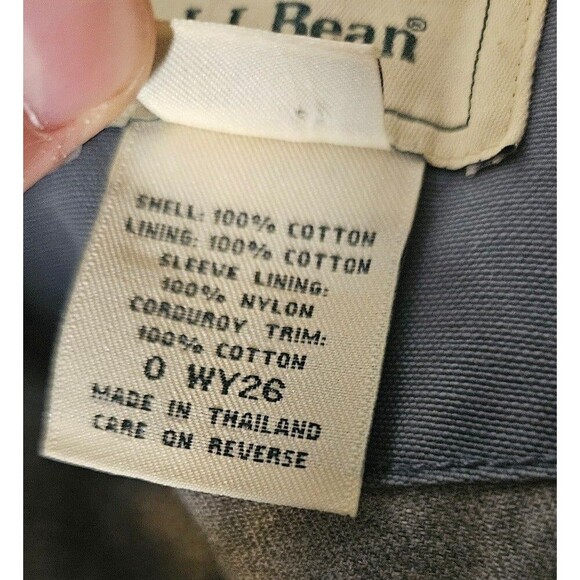 Bean®
SHELL: 100% COTTON
LINING: 100% COTTON
SLEEVE LINING:
100% NYLON
CORDUROY TRIM:
100% COTTON
0 WY26
MADE IN THAILAND
CARE ON REVERSE